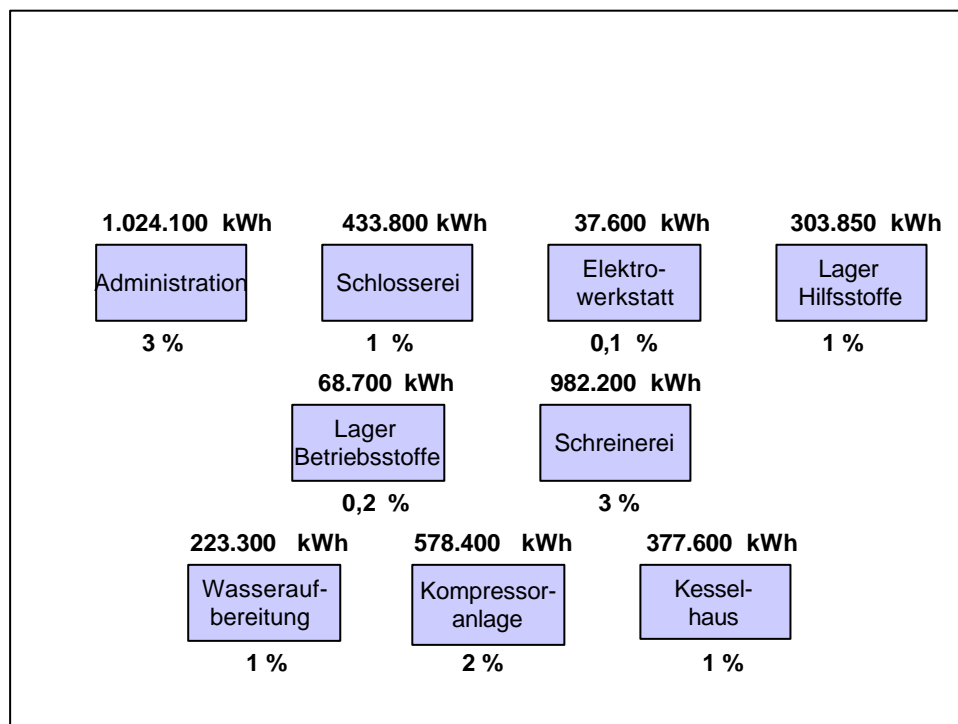 1.024.100 kWh
433.800 kWh
37.600 kWh
303.850 kWh
Administration
Schlosserei
Elektro-
werkstatt
Lager
Hilfsstoffe
3 %
1 %
0,1 %
1 %
68.700 kWh
982.200 kWh
Lager
Betriebsstoffe
Schreinerei
0,2 %
3 %
223.300 kWh
578.400 kWh
377.600 kWh
Wasserauf-
bereitung
Kompressor-
anlage
Kessel-
haus
1 %
2 %
1 %